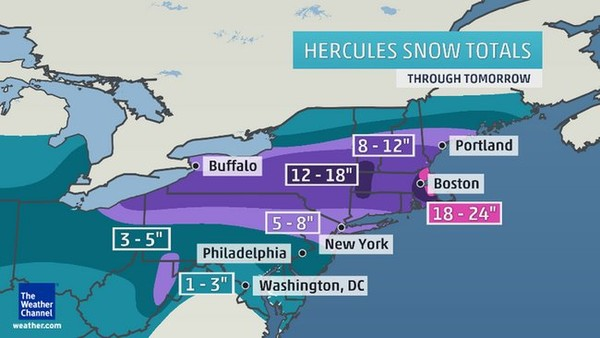 HERCULES SNOW TOTALS
THROUGH TOMORROW
8 - 12"
Portland
Buffalo
12 - 18"
Boston
18 - 24"
5 - 8"
3 - 5"
New York
Philadelphia
1 - 3"
Washington, DC
The
Weather
Channel
weather.com